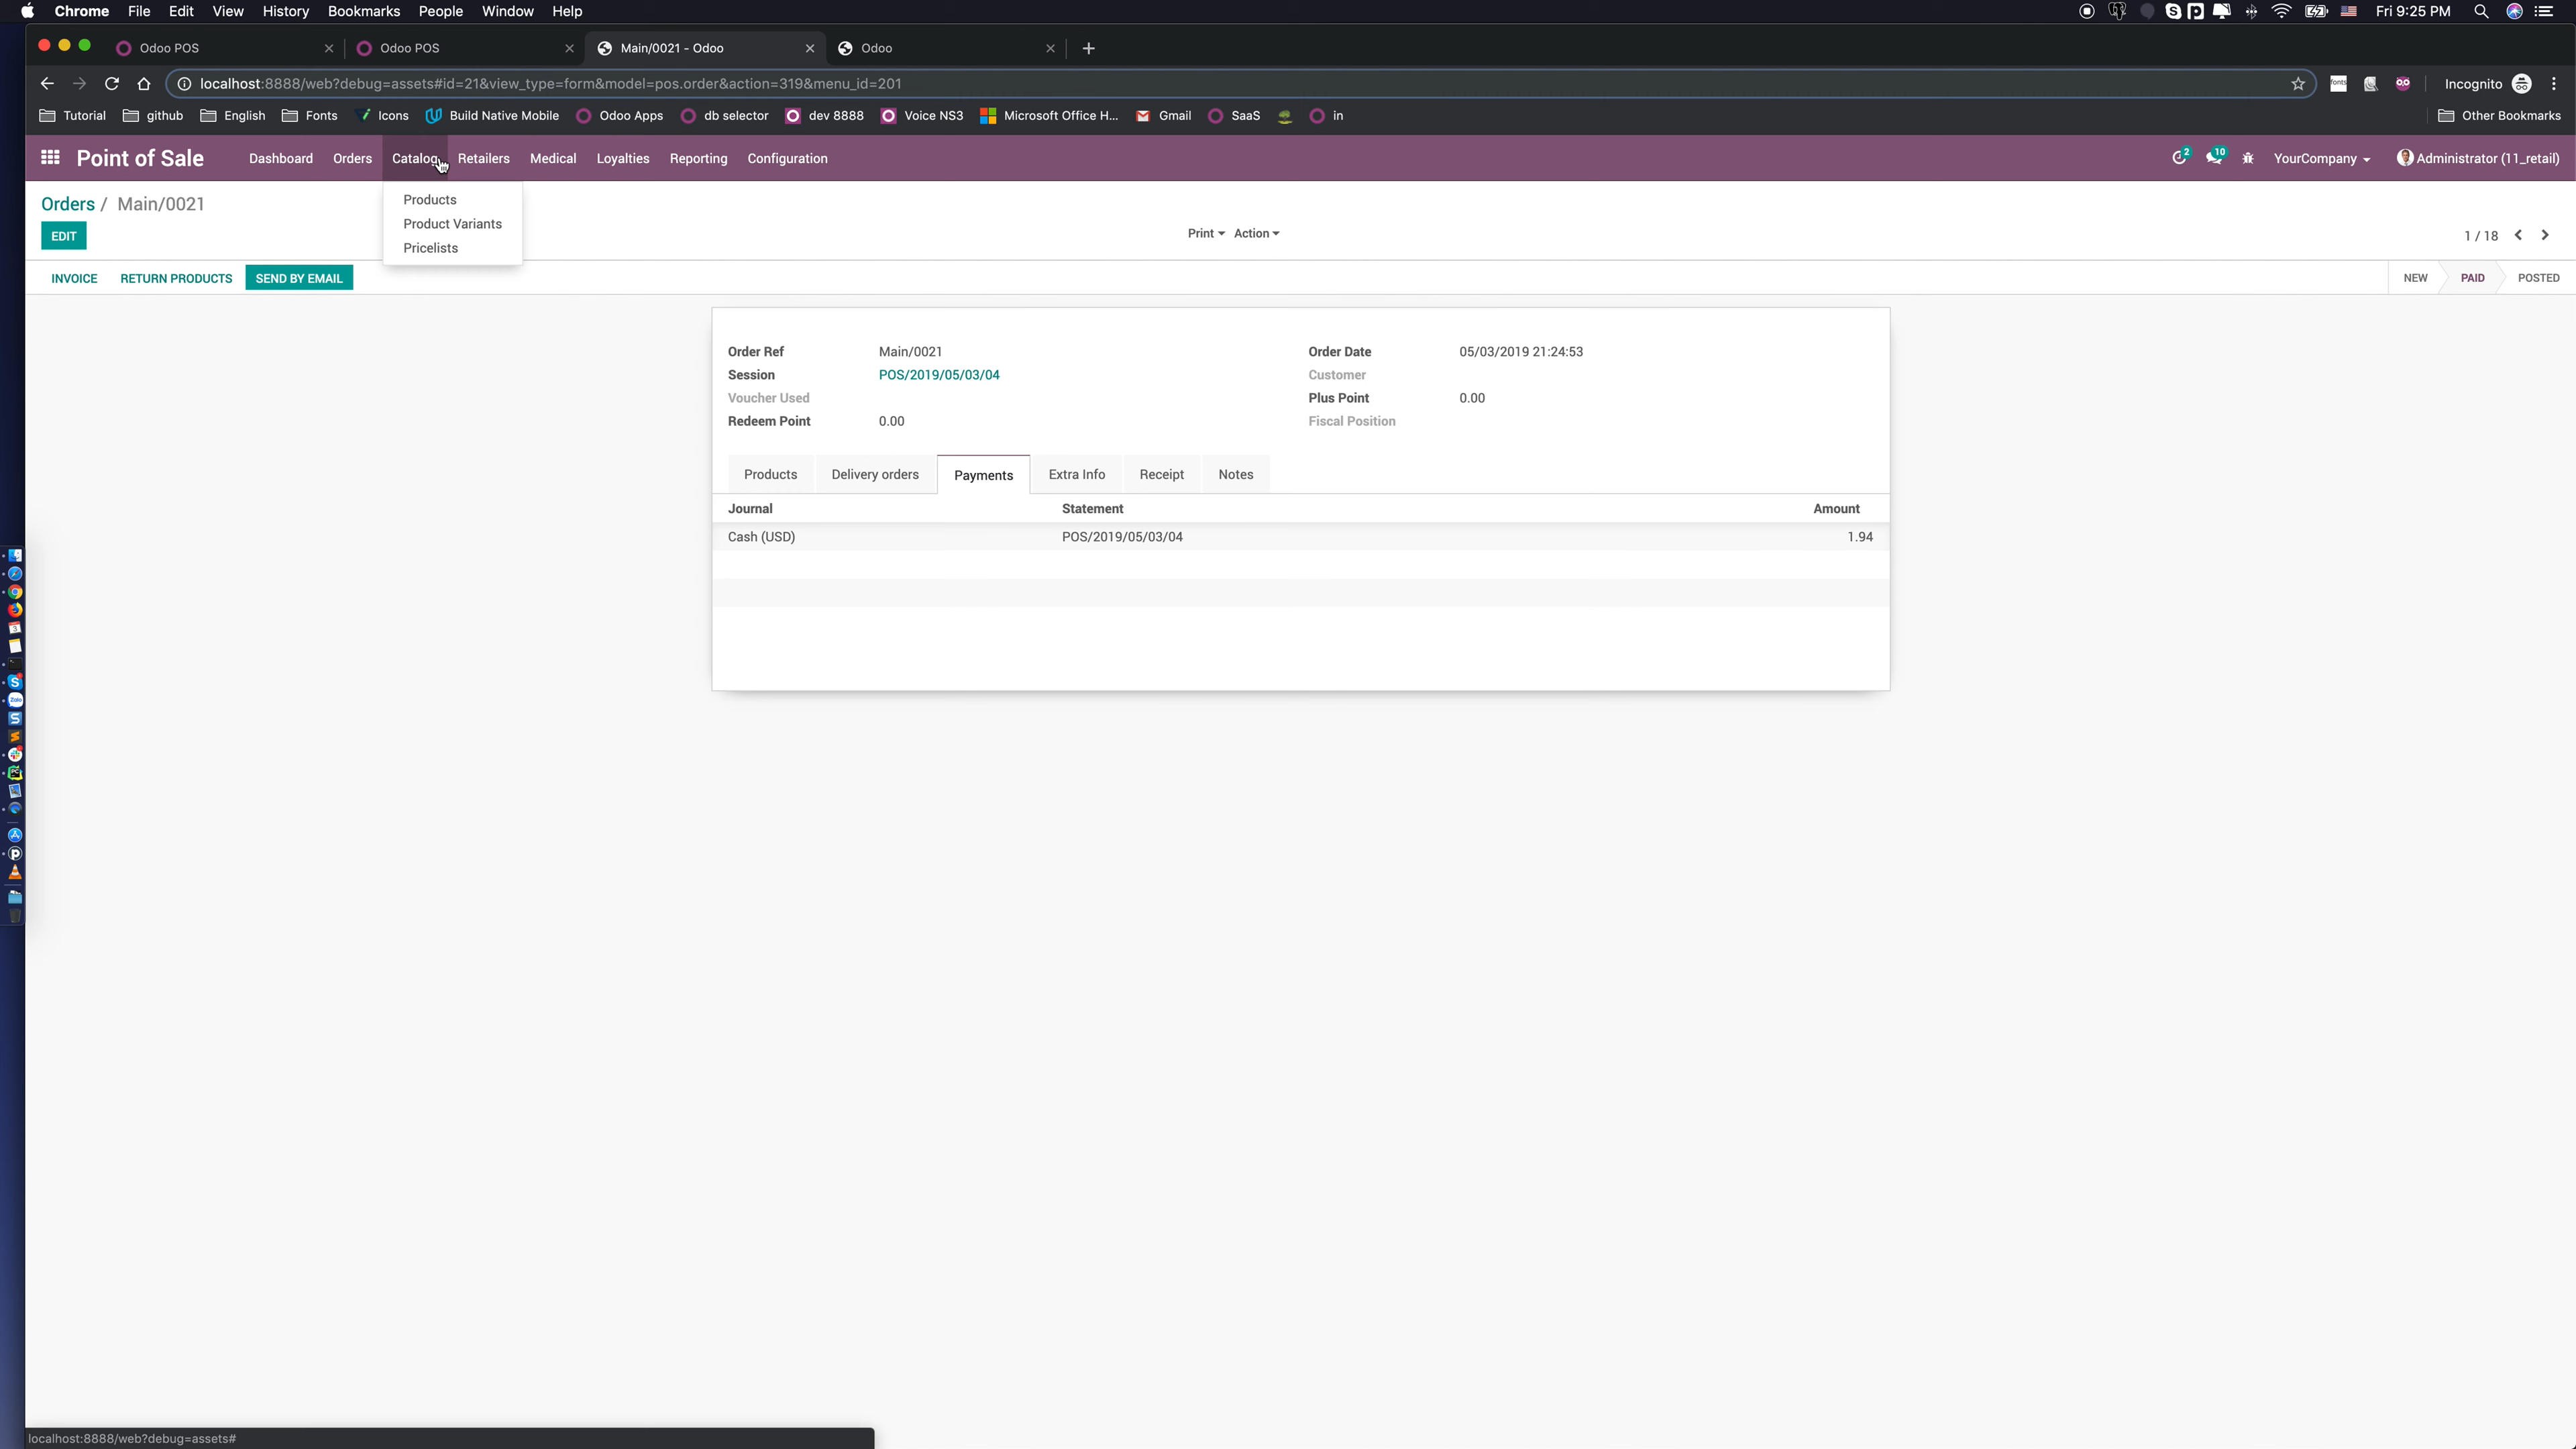 Chrome File Edit View History Bookmarks People Window Help Fri 9:25 PM
Odoo POS Odoo POS Main/0021 - Odoo Odoo
localhost:8888/web?debug=assets#id=21&view_type=form&model=pos.order&action=319&menu_id=201 fonts Incognito
Tutorial github English Fonts Icons Build Native Mobile Odoo Apps db selector dev 8888 Voice NS3 Microsoft Office H... Gmail SaaS in Other Bookmarks
Point of Sale Dashboard Orders Catalog Retailers Medical Loyalties Reporting Configuration 2 10 YourCompany Administrator (11_retail)
Orders / Main/0021
Products
Product Variants
Pricelists
EDIT Print Action 1 / 18
INVOICE RETURN PRODUCTS SEND BY EMAIL NEW PAID POSTED
Order Ref Main/0021 Order Date 05/03/2019 21:24:53
Session POS/2019/05/03/04 Customer
Voucher Used Plus Point 0.00
Redeem Point 0.00 Fiscal Position
Products Delivery orders Payments Extra Info Receipt Notes
Journal Statement Amount
Cash (USD) POS/2019/05/03/04 1.94
localhost:8888/web?debug=assets#